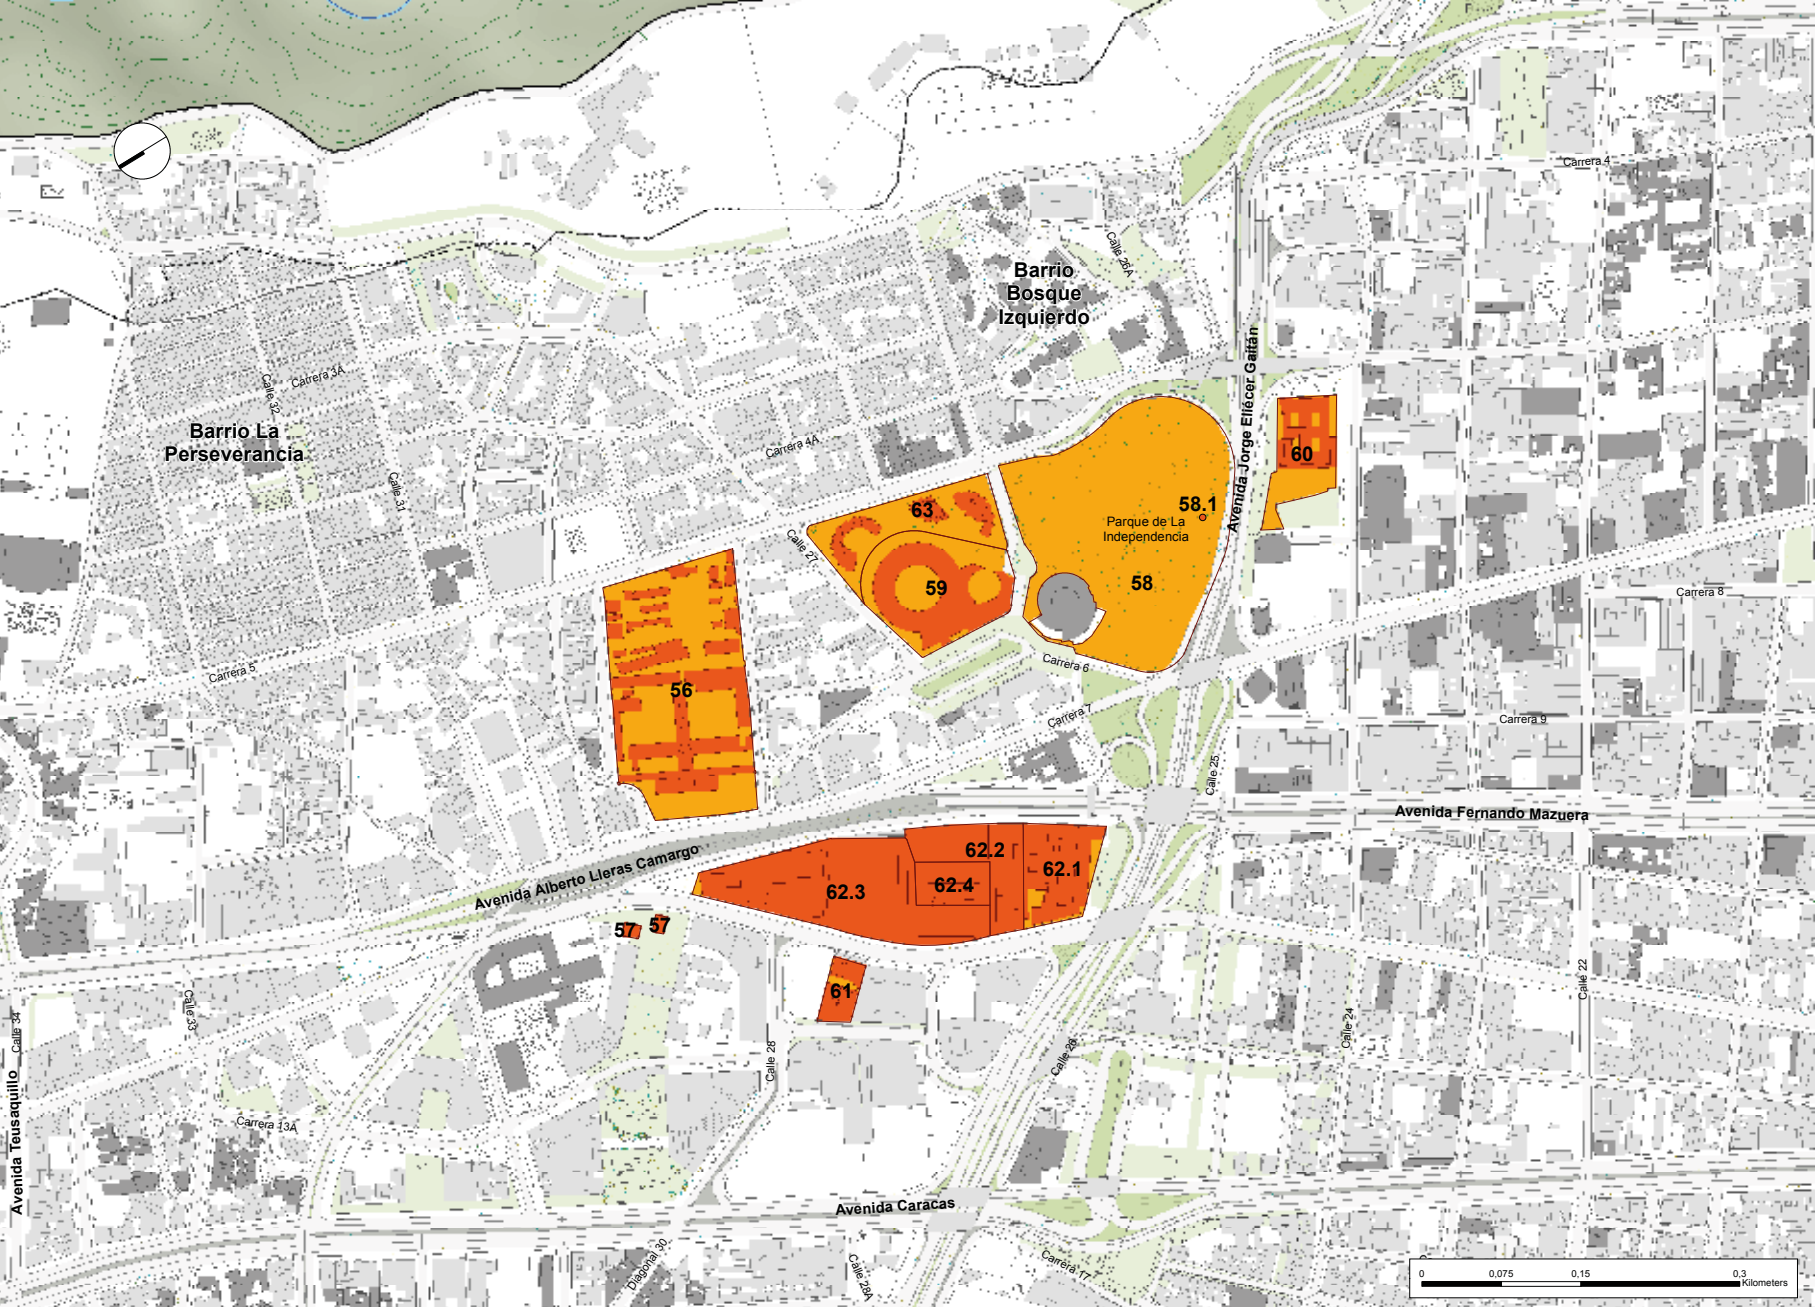 Carrera 4
Calle 26A
Barrio
Bosque
Izquierdo
Carrera 3A
Calle 32
Barrio La
Perseverancia
Carrera 4A
Avenida Jorge Eliécer Gaitán
60
Calle 31
63
58.1
Parque de La
Independencia
Calle 27
59
58
Carrera 8
Carrera 5
Carrera 6
56
Carrera 7
Carrera 9
Calle 25
Avenida Fernando Mazuera
Avenida Alberto Lleras Camargo
62.2
62.1
62.4
62.3
57
57
61
Calle 22
Calle 33
Calle 34
Calle 24
Calle 28
Calle 26
Avenida Teusaquillo
Carrera 13A
Avenida Caracas
Diagonal 30
Calle 28A
Carrera 17
0 0,075 0,15 0,3
Kilometers